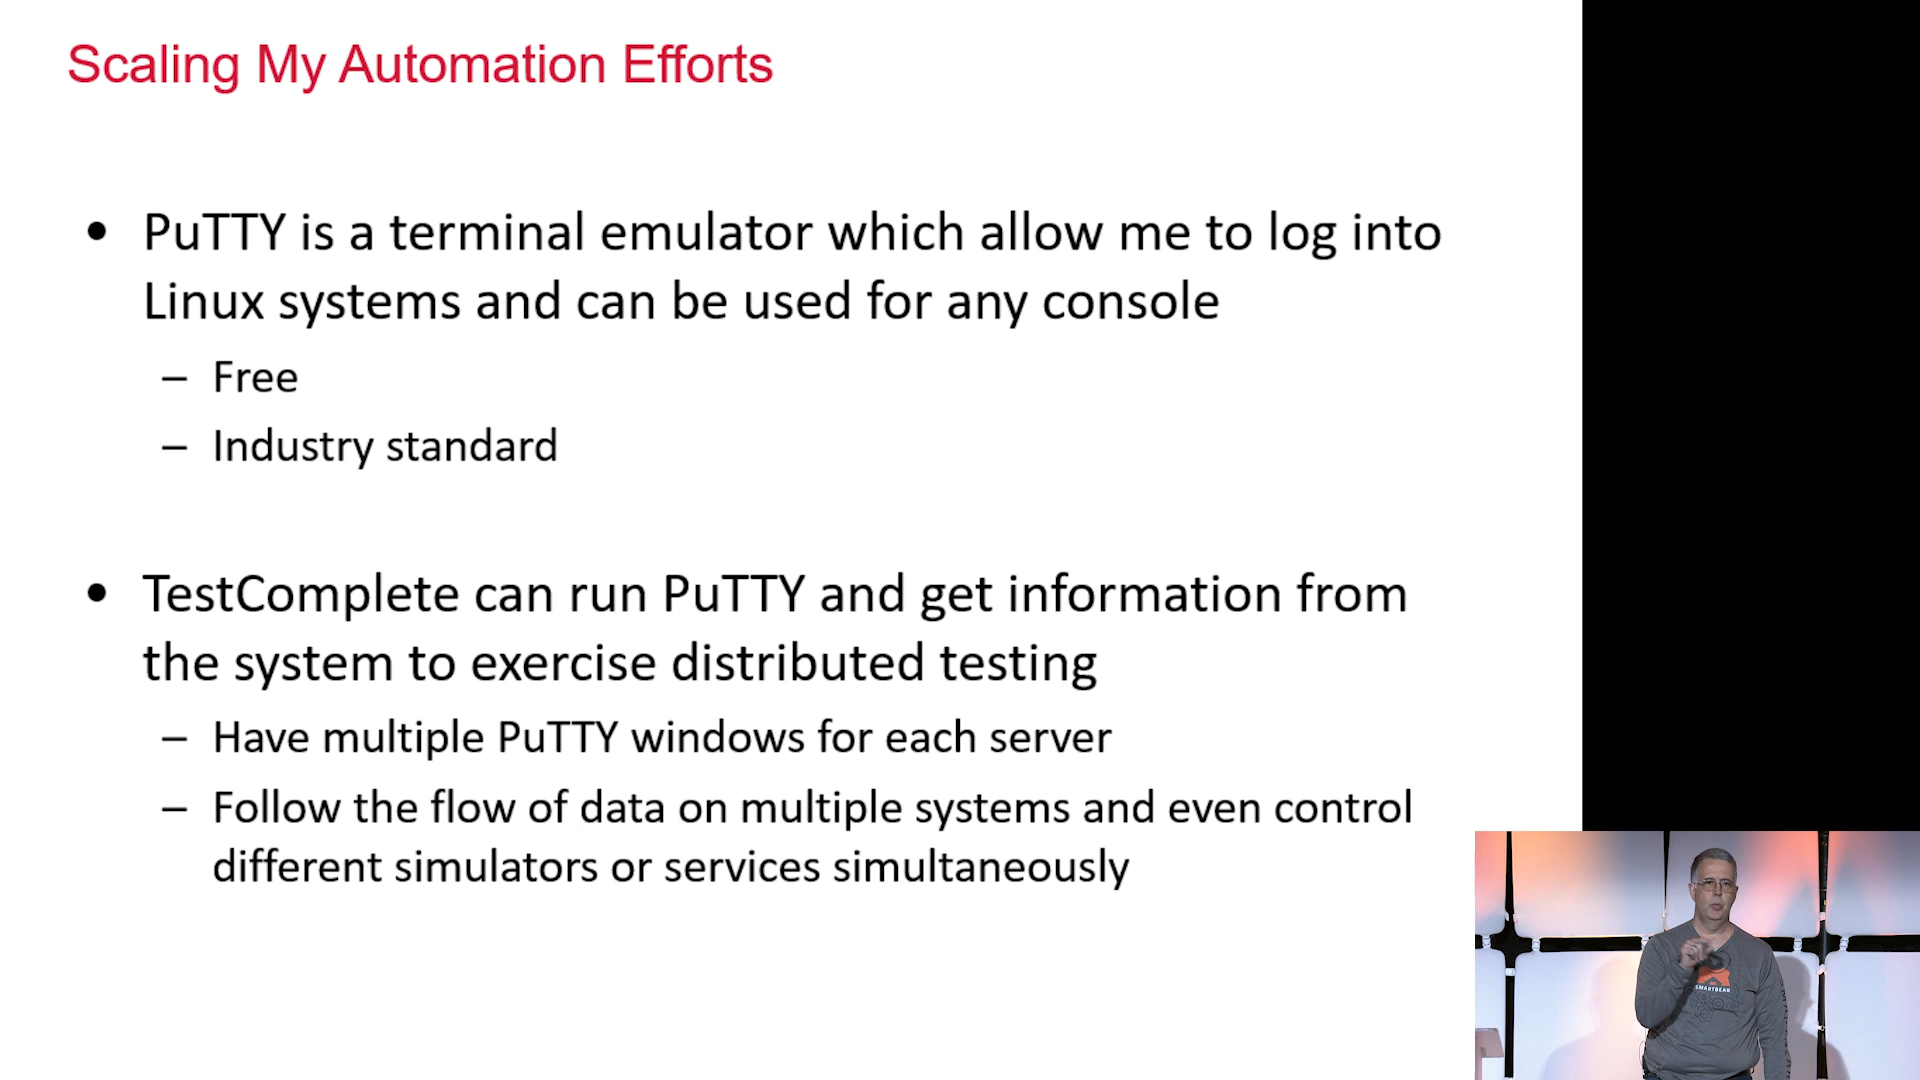 Scaling My Automation Efforts
• PuTTY is a terminal emulator which allow me to log into
Linux systems and can be used for any console
– Free
– Industry standard
• TestComplete can run PuTTY and get information from
the system to exercise distributed testing
– Have multiple PuTTY windows for each server
– Follow the flow of data on multiple systems and even control
different simulators or services simultaneously
SMARTBEAR